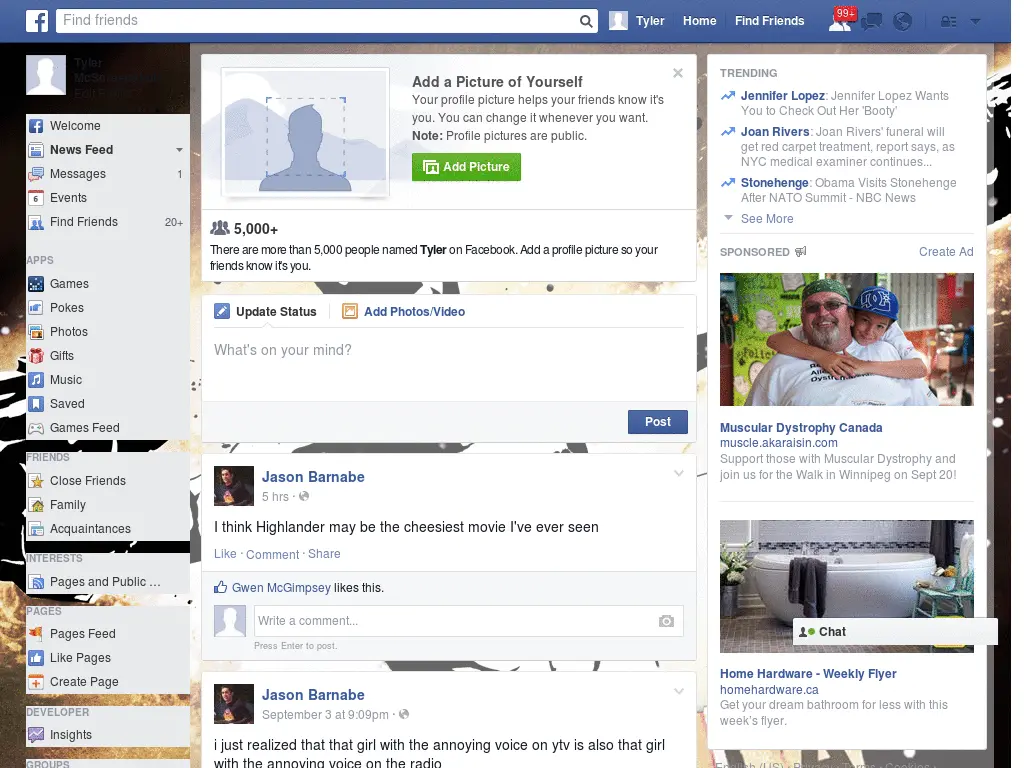 Find friends
Tyler
Home
Find Friends
99+
Tyler
Welcome
News Feed
Messages 1
Events
Find Friends 20+
APPS
Games
Pokes
Photos
Gifts
Music
Saved
Games Feed
FRIENDS
Close Friends
Family
Acquaintances
INTERESTS
Pages and Public ...
PAGES
Pages Feed
Like Pages
Create Page
DEVELOPER
Insights
GROUPS
Add a Picture of Yourself
Your profile picture helps your friends know it's
you. You can change it whenever you want.
Note: Profile pictures are public.
Add Picture
5,000+
There are more than 5,000 people named Tyler on Facebook. Add a profile picture so your
friends know it's you.
Update Status
Add Photos/Video
What's on your mind?
Post
Jason Barnabe
5 hrs ·
I think Highlander may be the cheesiest movie I've ever seen
Like · Comment · Share
Gwen McGimpsey likes this.
Write a comment...
Press Enter to post.
Jason Barnabe
September 3 at 9:09pm ·
i just realized that that girl with the annoying voice on ytv is also that girl
with the annoying voice on the radio
TRENDING
Jennifer Lopez: Jennifer Lopez Wants
You to Check Out Her 'Booty'
Joan Rivers: Joan Rivers' funeral will
get red carpet treatment, report says, as
NYC medical examiner continues...
Stonehenge: Obama Visits Stonehenge
After NATO Summit - NBC News
See More
SPONSORED
Create Ad
Muscular Dystrophy Canada
muscle.akaraisin.com
Support those with Muscular Dystrophy and
join us for the Walk in Winnipeg on Sept 20!
Chat
Home Hardware - Weekly Flyer
homehardware.ca
Get your dream bathroom for less with this
week's flyer.
English (US) · Privacy · Terms · Cookies ·